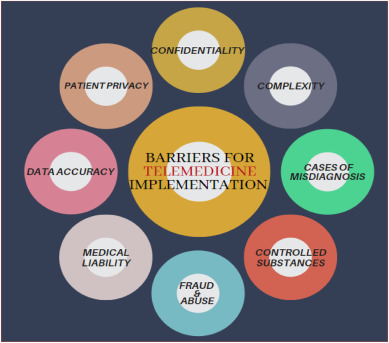 CONFIDENTIALITY
PATIENT PRIVACY
COMPLEXITY
BARRIERS FOR
TELEMEDICINE
IMPLEMENTATION
DATA ACCURACY
CASES OF
MISDIAGNOSIS
MEDICAL
LIABILITY
CONTROLLED
SUBSTANCES
FRAUD
&
ABUSE